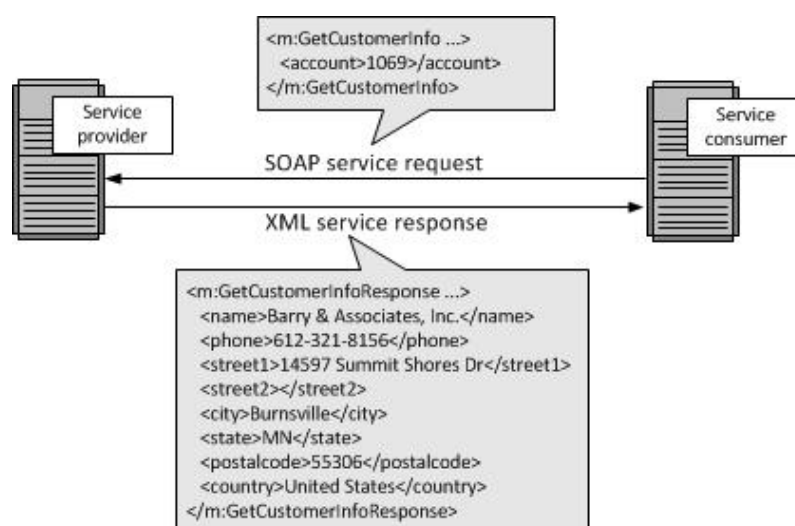 <m:GetCustomerInfo ...>
<account>1069>/account>
</m:GetCustomerInfo>
Service
provider
Service
consumer
SOAP service request
XML service response
<m:GetCustomerInfoResponse ...>
<name>Barry & Associates, Inc.</name>
<phone>612-321-8156</phone>
<street1>14597 Summit Shores Dr</street1>
<street2></street2>
<city>Burnsville</city>
<state>MN</state>
<postalcode>55306</postalcode>
<country>United States</country>
</m:GetCustomerInfoResponse>